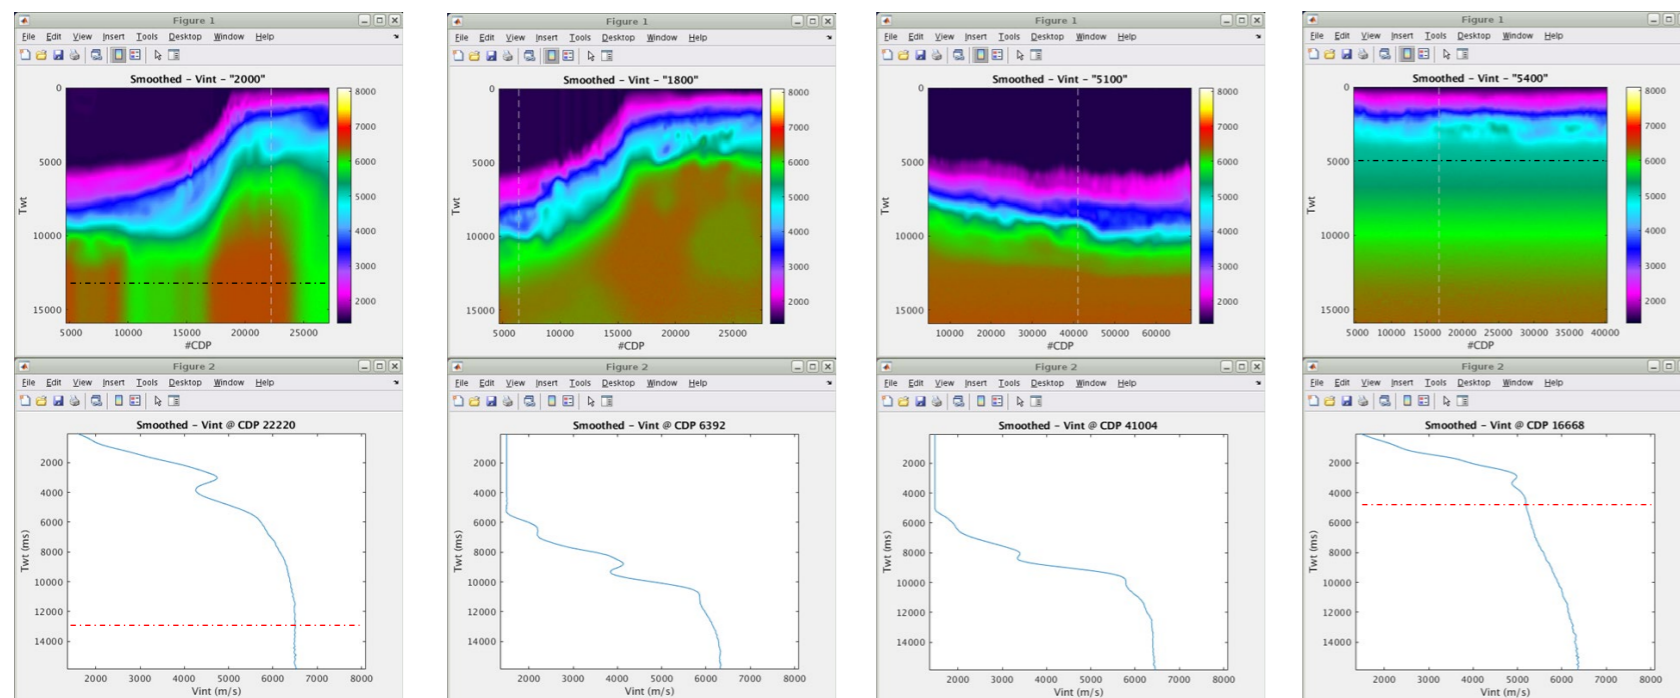 Figure 1
File Edit View Insert Tools Desktop Window Help
Smoothed - Vint - "2000"
0
5000
10000
15000
Twt
5000 10000 15000 20000 25000
#CDP
8000
7000
6000
5000
4000
3000
2000
Figure 1
File Edit View Insert Tools Desktop Window Help
Smoothed - Vint - "1800"
0
5000
10000
15000
Twt
5000 10000 15000 20000 25000
#CDP
8000
7000
6000
5000
4000
3000
2000
Figure 1
File Edit View Insert Tools Desktop Window Help
Smoothed - Vint - "5100"
0
5000
10000
15000
Twt
10000 20000 30000 40000 50000 60000
#CDP
8000
7000
6000
5000
4000
3000
2000
Figure 1
File Edit View Insert Tools Desktop Window Help
Smoothed - Vint - "5400"
0
5000
10000
15000
Twt
5000 10000 15000 20000 25000 30000 35000 40000
#CDP
8000
7000
6000
5000
4000
3000
2000
Figure 2
File Edit View Insert Tools Desktop Window Help
Smoothed - Vint @ CDP 22220
2000
4000
6000
8000
10000
12000
14000
Twt (ms)
2000 3000 4000 5000 6000 7000 8000
Vint (m/s)
Figure 2
File Edit View Insert Tools Desktop Window Help
Smoothed - Vint @ CDP 6392
2000
4000
6000
8000
10000
12000
14000
Twt (ms)
2000 3000 4000 5000 6000 7000 8000
Vint (m/s)
Figure 2
File Edit View Insert Tools Desktop Window Help
Smoothed - Vint @ CDP 41004
2000
4000
6000
8000
10000
12000
14000
Twt (ms)
2000 3000 4000 5000 6000 7000 8000
Vint (m/s)
Figure 2
File Edit View Insert Tools Desktop Window Help
Smoothed - Vint @ CDP 16668
2000
4000
6000
8000
10000
12000
14000
Twt (ms)
2000 3000 4000 5000 6000 7000 8000
Vint (m/s)